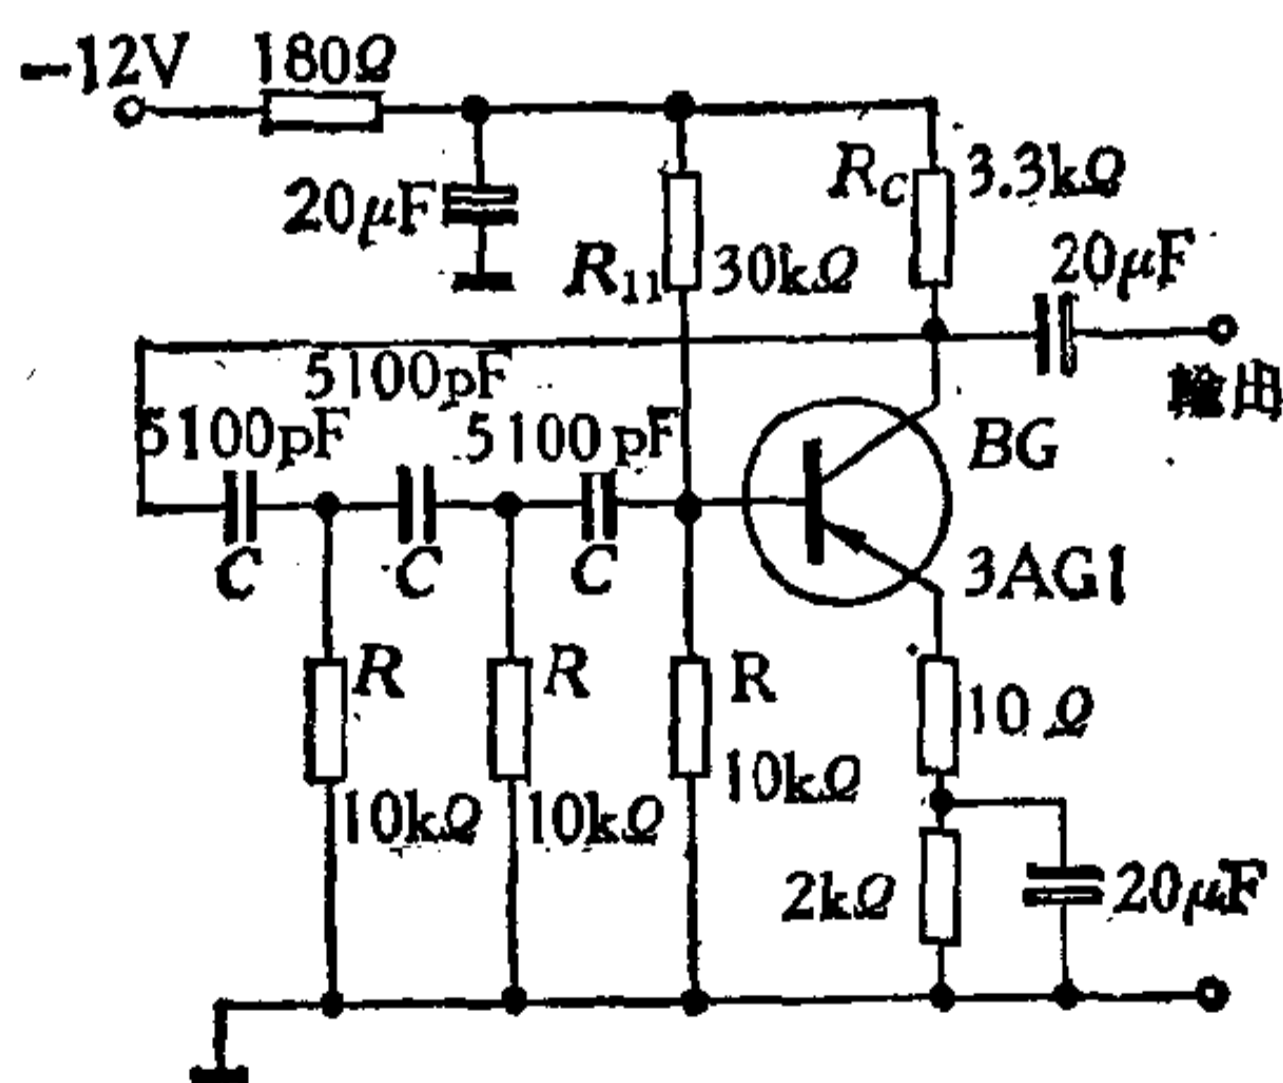 -12V
180Ω
20μF
R11
30kΩ
RC
3.3kΩ
20μF
輸出
5100pF
5100pF
5100pF
C
C
C
BG
3AG1
R
10kΩ
R
10kΩ
R
10kΩ
10Ω
2kΩ
20μF